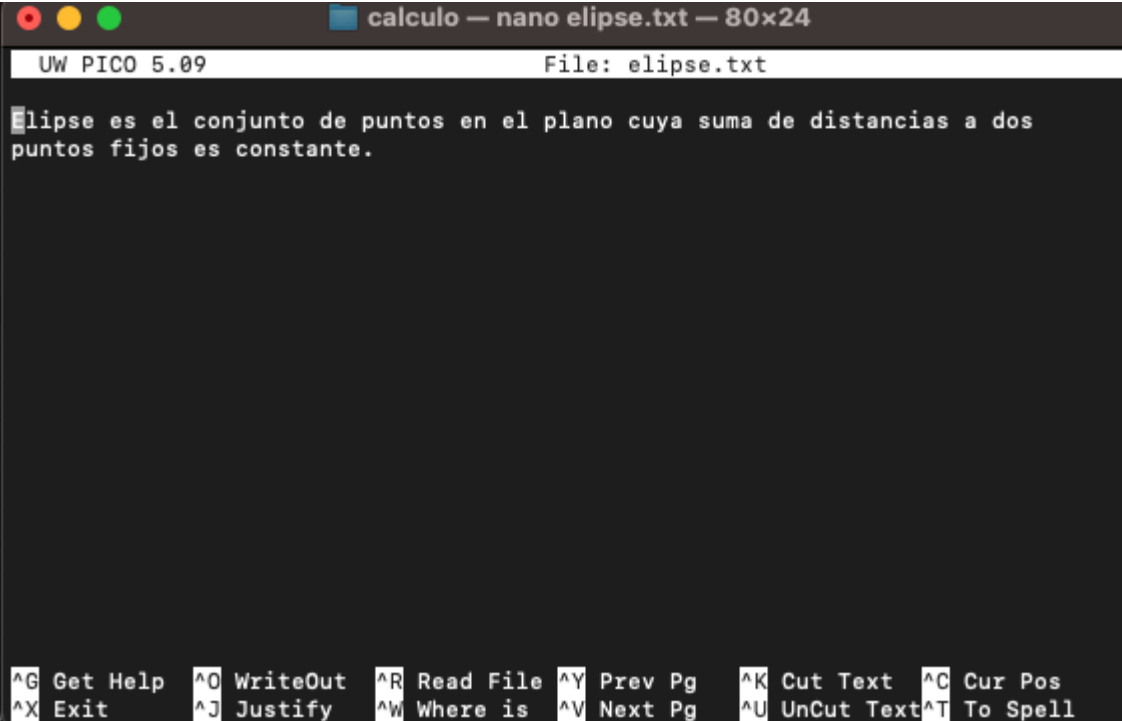 calculo — nano elipse.txt — 80×24
UW PICO 5.09 File: elipse.txt
Elipse es el conjunto de puntos en el plano cuya suma de distancias a dos
puntos fijos es constante.
^G Get Help ^O WriteOut ^R Read File ^Y Prev Pg ^K Cut Text ^C Cur Pos
^X Exit ^J Justify ^W Where is ^V Next Pg ^U UnCut Text ^T To Spell